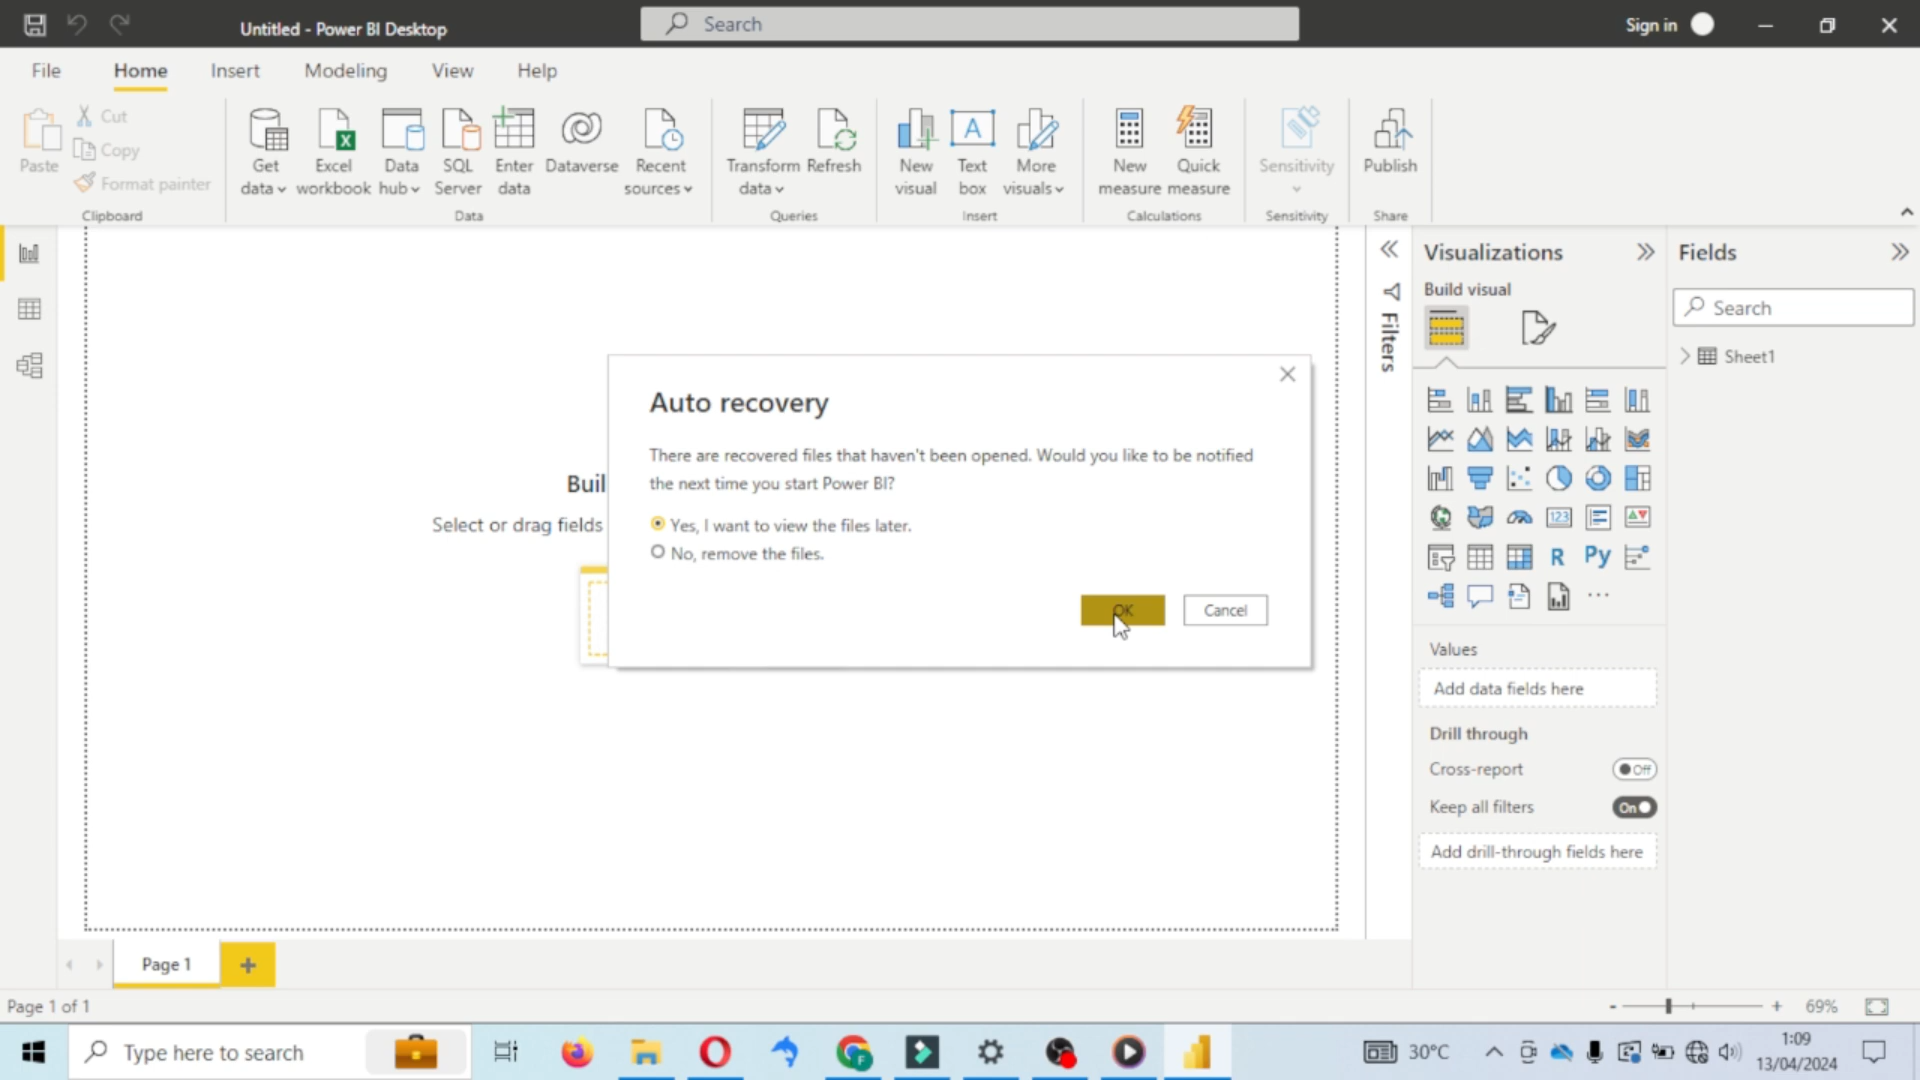 Untitled - Power BI Desktop
Search
Sign in
File
Home
Insert
Modeling
View
Help
Paste
Cut
Copy
Format painter
Clipboard
Get data
Excel workbook
Data hub
SQL Server
Enter data
Dataverse
Recent sources
Data
Transform data
Refresh
Queries
New visual
Text box
More visuals
Insert
New measure
Quick measure
Calculations
Sensitivity
Sensitivity
Publish
Share
Buil
Select or drag fields
Auto recovery
There are recovered files that haven't been opened. Would you like to be notified
the next time you start Power BI?
Yes, I want to view the files later.
No, remove the files.
OK
Cancel
Filters
Visualizations
Build visual
123
R
Py
Values
Add data fields here
Drill through
Cross-report
Off
Keep all filters
On
Add drill-through fields here
Fields
Search
Sheet1
Page 1
Page 1 of 1
69%
Type here to search
30°C
1:09
13/04/2024